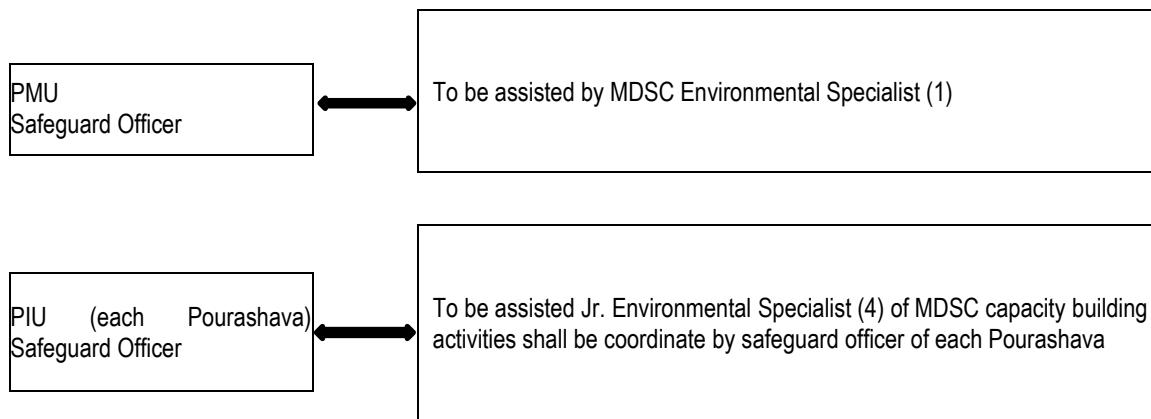 PMU
Safeguard Officer
To be assisted by MDSC Environmental Specialist (1)
PIU (each Pourashava)
Safeguard Officer
To be assisted Jr. Environmental Specialist (4) of MDSC capacity building
activities shall be coordinate by safeguard officer of each Pourashava